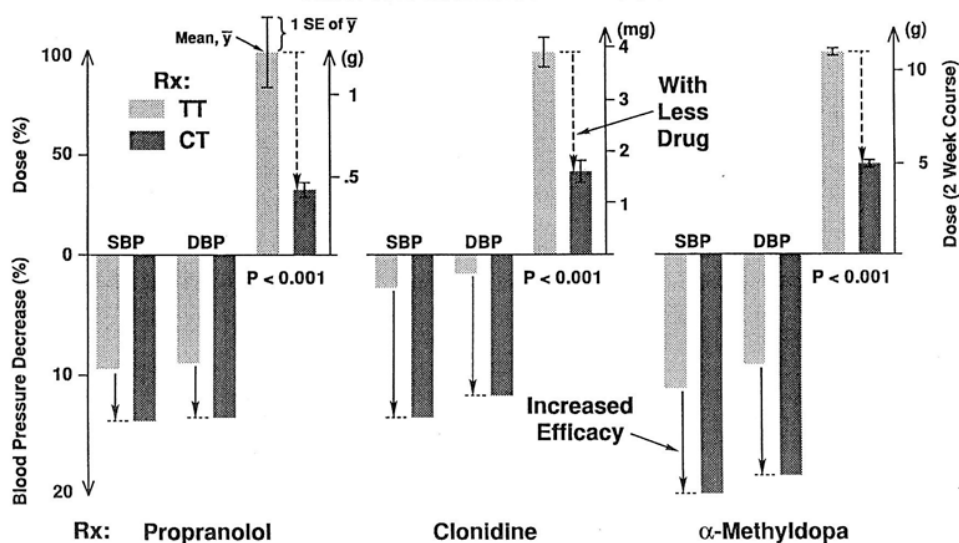 1 SE of ȳ
Mean, ȳ
(g)
(mg)
(g)
100
50
0
10
20
Dose (%)
Blood Pressure Decrease (%)
Rx:
TT
CT
1
.5
4
3
2
1
10
5
Dose (2 Week Course)
With
Less
Drug
SBP
DBP
P < 0.001
SBP
DBP
P < 0.001
SBP
DBP
P < 0.001
Increased
Efficacy
Rx:
Propranolol
Clonidine
α-Methyldopa